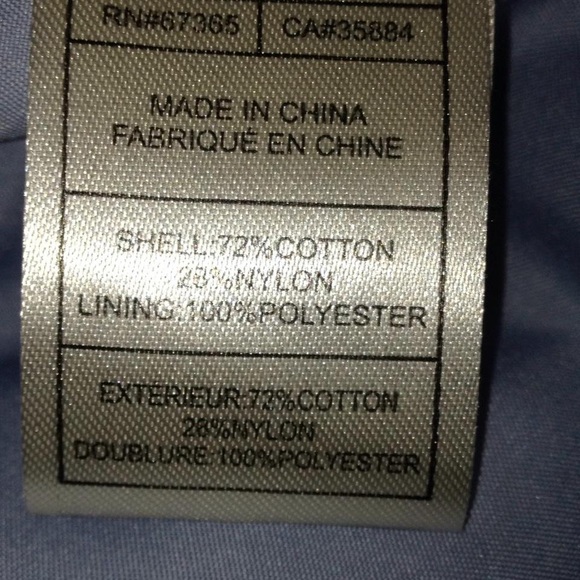 RN#67365 CA#35884
MADE IN CHINA
FABRIQUÉ EN CHINE
SHELL:72%COTTON
28%NYLON
LINING:100%POLYESTER
EXTERIEUR:72%COTTON
28%NYLON
DOUBLURE:100%POLYESTER